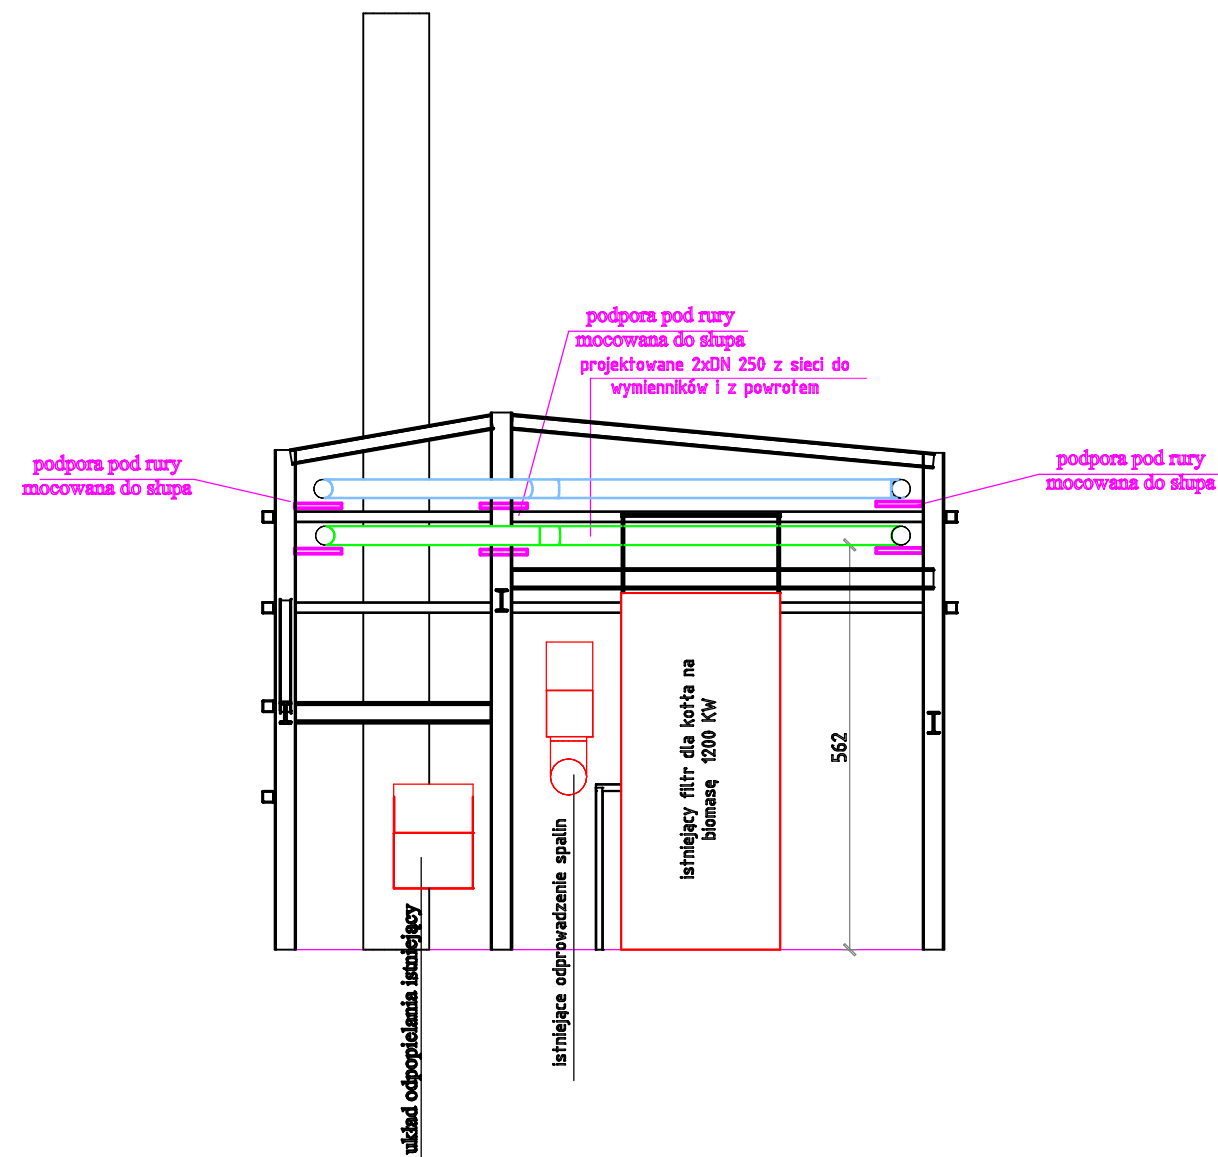 podpora pod rury
mocowana do słupa
projektowane 2xDN 250 z sieci do
wymienników i z powrotem
podpora pod rury
mocowana do słupa
podpora pod rury
mocowana do słupa
istniejący filtr dla kotła na
biomasę 1200 KW
562
istniejące odprowadzenie spalin
układ odpopielania istniejący